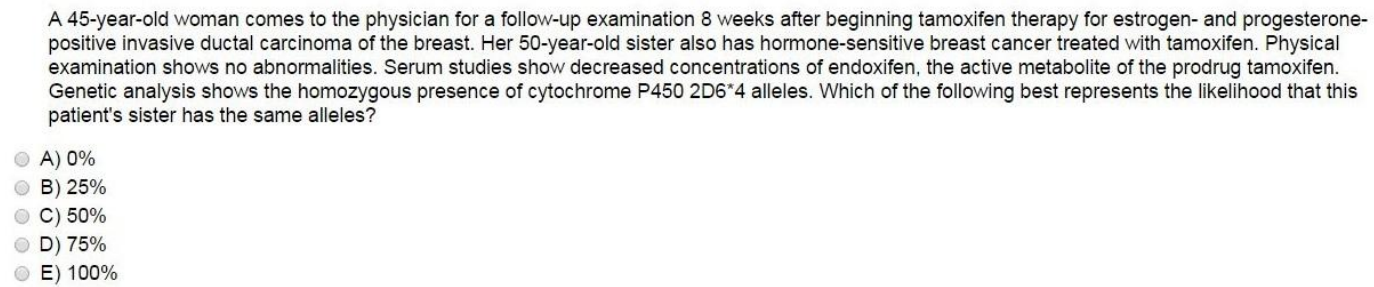 A 45-year-old woman comes to the physician for a follow-up examination 8 weeks after beginning tamoxifen therapy for estrogen- and progesterone-
positive invasive ductal carcinoma of the breast. Her 50-year-old sister also has hormone-sensitive breast cancer treated with tamoxifen. Physical
examination shows no abnormalities. Serum studies show decreased concentrations of endoxifen, the active metabolite of the prodrug tamoxifen.
Genetic analysis shows the homozygous presence of cytochrome P450 2D6*4 alleles. Which of the following best represents the likelihood that this
patient's sister has the same alleles?
A) 0%
B) 25%
C) 50%
D) 75%
E) 100%